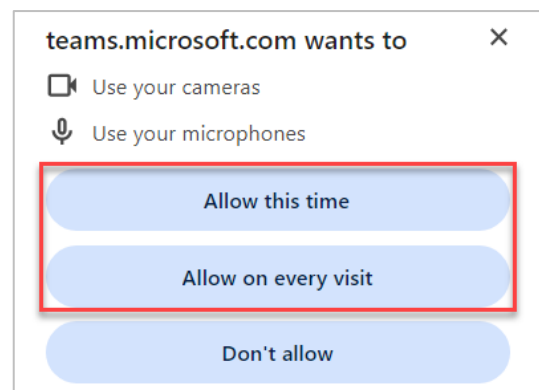 teams.microsoft.com wants to
Use your cameras
Use your microphones
Allow this time
Allow on every visit
Don't allow